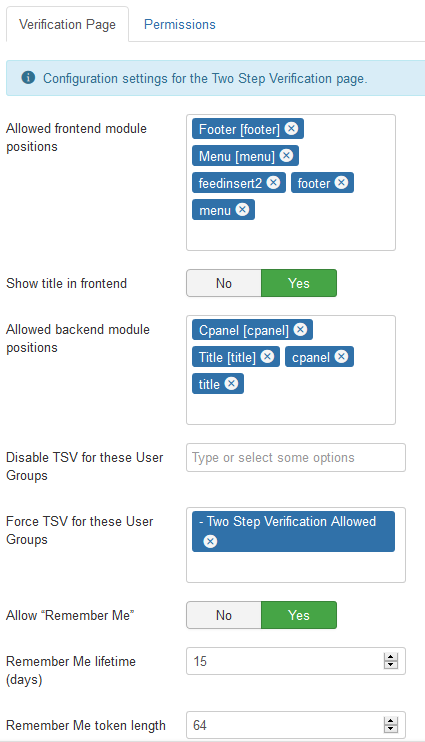 Verification Page Permissions
Configuration settings for the Two Step Verification page.
Allowed frontend module
positions
Footer [footer]
Menu [menu]
feedinsert2 footer
menu
Show title in frontend No Yes
Allowed backend module
positions
Cpanel [cpanel]
Title [title] cpanel
title
Disable TSV for these User
Groups
Type or select some options
Force TSV for these User
Groups
- Two Step Verification Allowed
Allow “Remember Me” No Yes
Remember Me lifetime
(days)
15
Remember Me token length 64